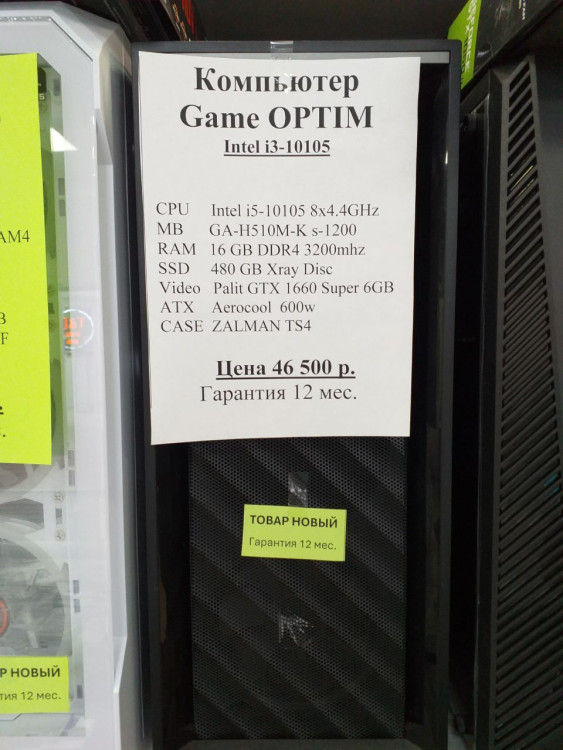 Компьютер
Game OPTIM
Intel i3-10105
CPU Intel i5-10105 8x4.4GHz
MB GA-H510M-K s-1200
RAM 16 GB DDR4 3200mhz
SSD 480 GB Xray Disc
Video Palit GTX 1660 Super 6GB
ATX Aerocool 600w
CASE ZALMAN TS4
Цена 46 500 р.
Гарантия 12 мес.
ТОВАР НОВЫЙ
Гарантия 12 мес.
AM4
Р НОВЫЙ
тия 12 мес.